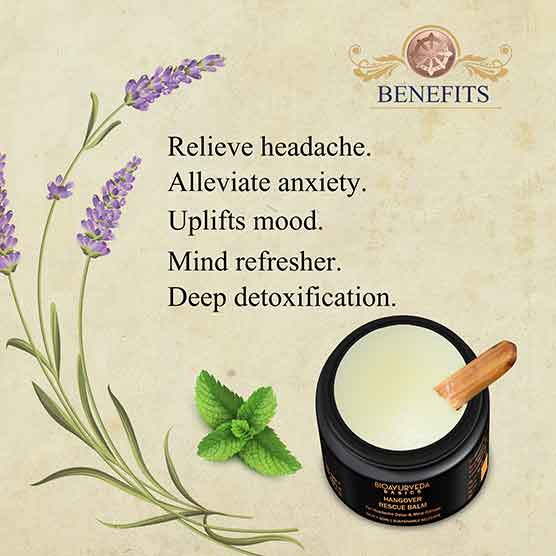 BENEFITS
Relieve headache.
Alleviate anxiety.
Uplifts mood.
Mind refresher.
Deep detoxification.
BIOAYURVEDA
BASICS
HANGOVER
RESCUE BALM